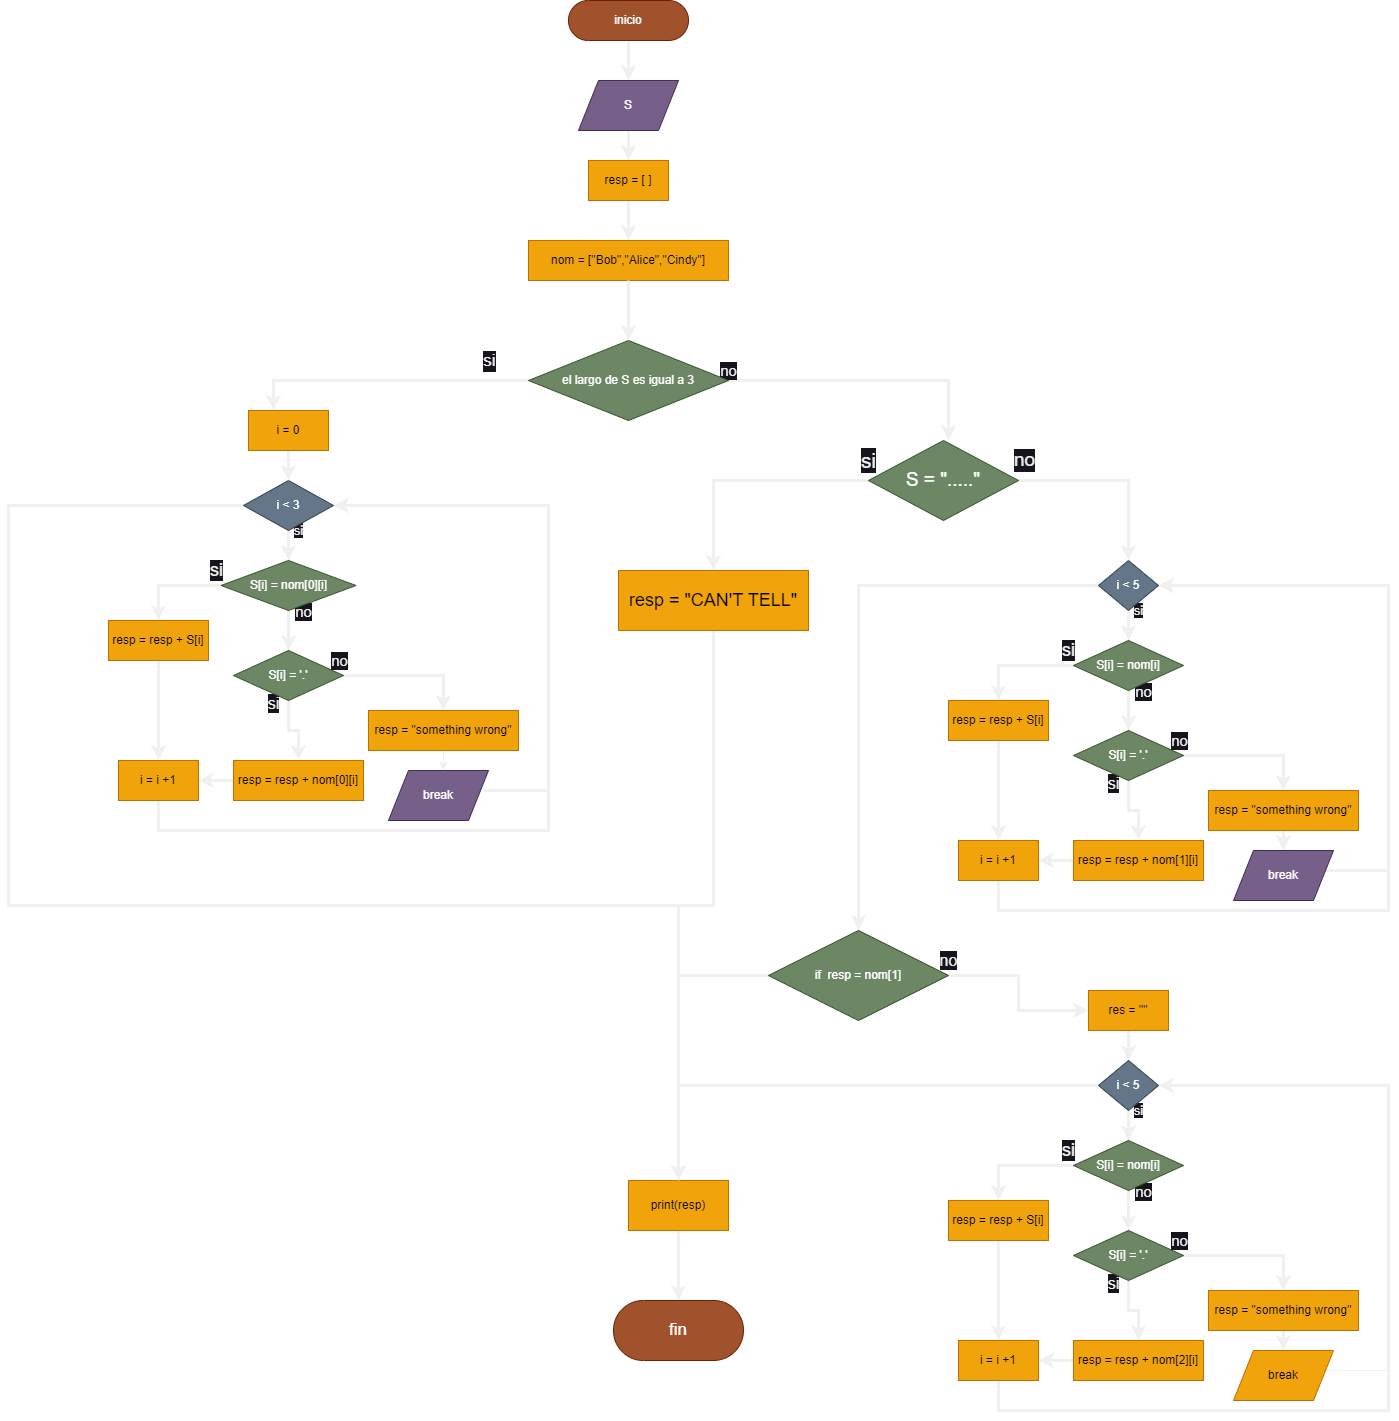 inicio
S
resp = [ ]
nom = ["Bob","Alice","Cindy"]
el largo de S es igual a 3
si
no
i = 0
i < 3
si
S[i] = nom[0][i]
si
no
resp = resp + S[i]
S[i] = '.'
no
si
resp = "something wrong"
i = i +1
resp = resp + nom[0][i]
break
S = "....."
si
no
resp = "CAN'T TELL"
i < 5
si
S[i] = nom[i]
si
no
resp = resp + S[i]
S[i] = '.'
no
si
resp = "something wrong"
i = i +1
resp = resp + nom[1][i]
break
if resp = nom[1]
no
res = ""
i < 5
si
S[i] = nom[i]
si
no
resp = resp + S[i]
S[i] = '.'
no
si
resp = "something wrong"
i = i +1
resp = resp + nom[2][i]
break
print(resp)
fin